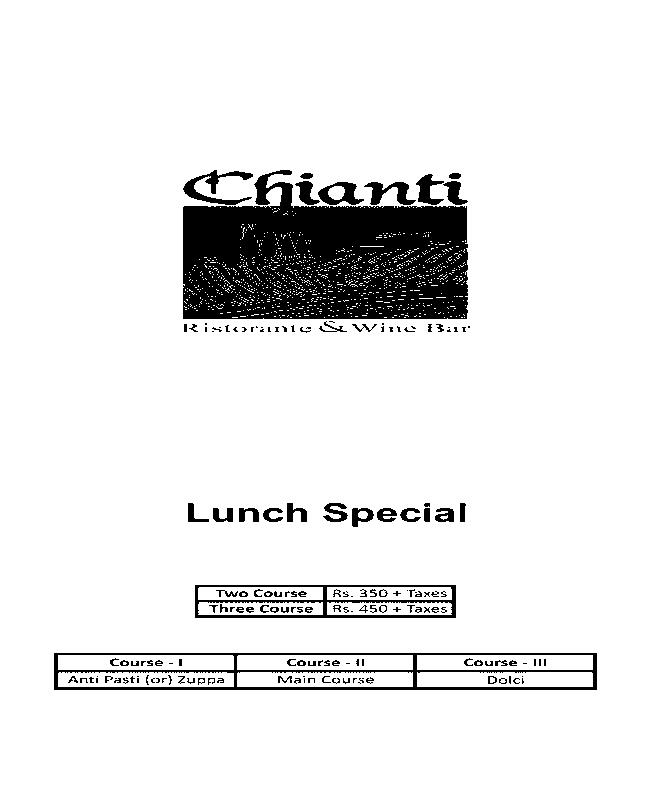 Chianti
Ristorante & Wine Bar
Lunch Special
Two Course Rs. 350 + Taxes
Three Course Rs. 450 + Taxes
Course - I Course - II Course - III
Anti Pasti (or) Zuppa Main Course Dolci